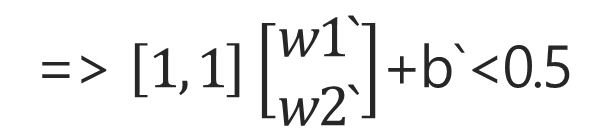 => [1, 1] [w1` w2`] +b`<0.5